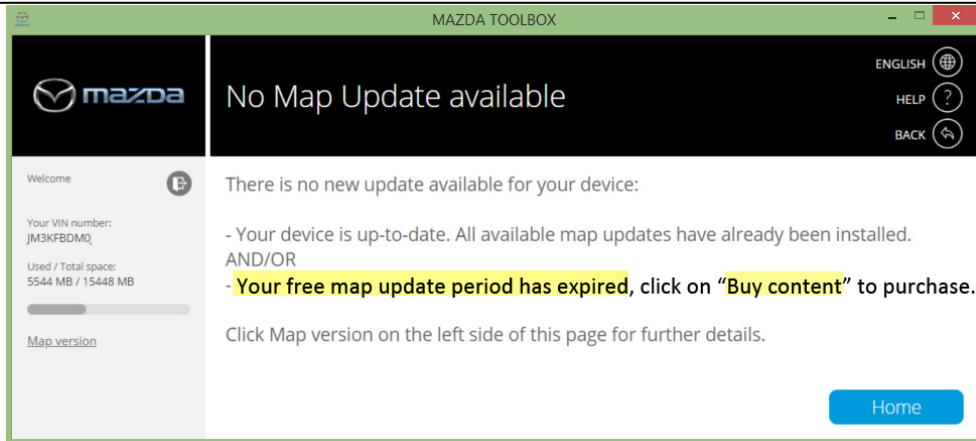 MAZDA TOOLBOX
mazda
No Map Update available
ENGLISH
HELP
?
BACK
Welcome
Your VIN number:
JM3KFBDM0
Used / Total space:
5544 MB / 15448 MB
Map version
There is no new update available for your device:
- Your device is up-to-date. All available map updates have already been installed.
AND/OR
- Your free map update period has expired, click on “Buy content” to purchase.
Click Map version on the left side of this page for further details.
Home